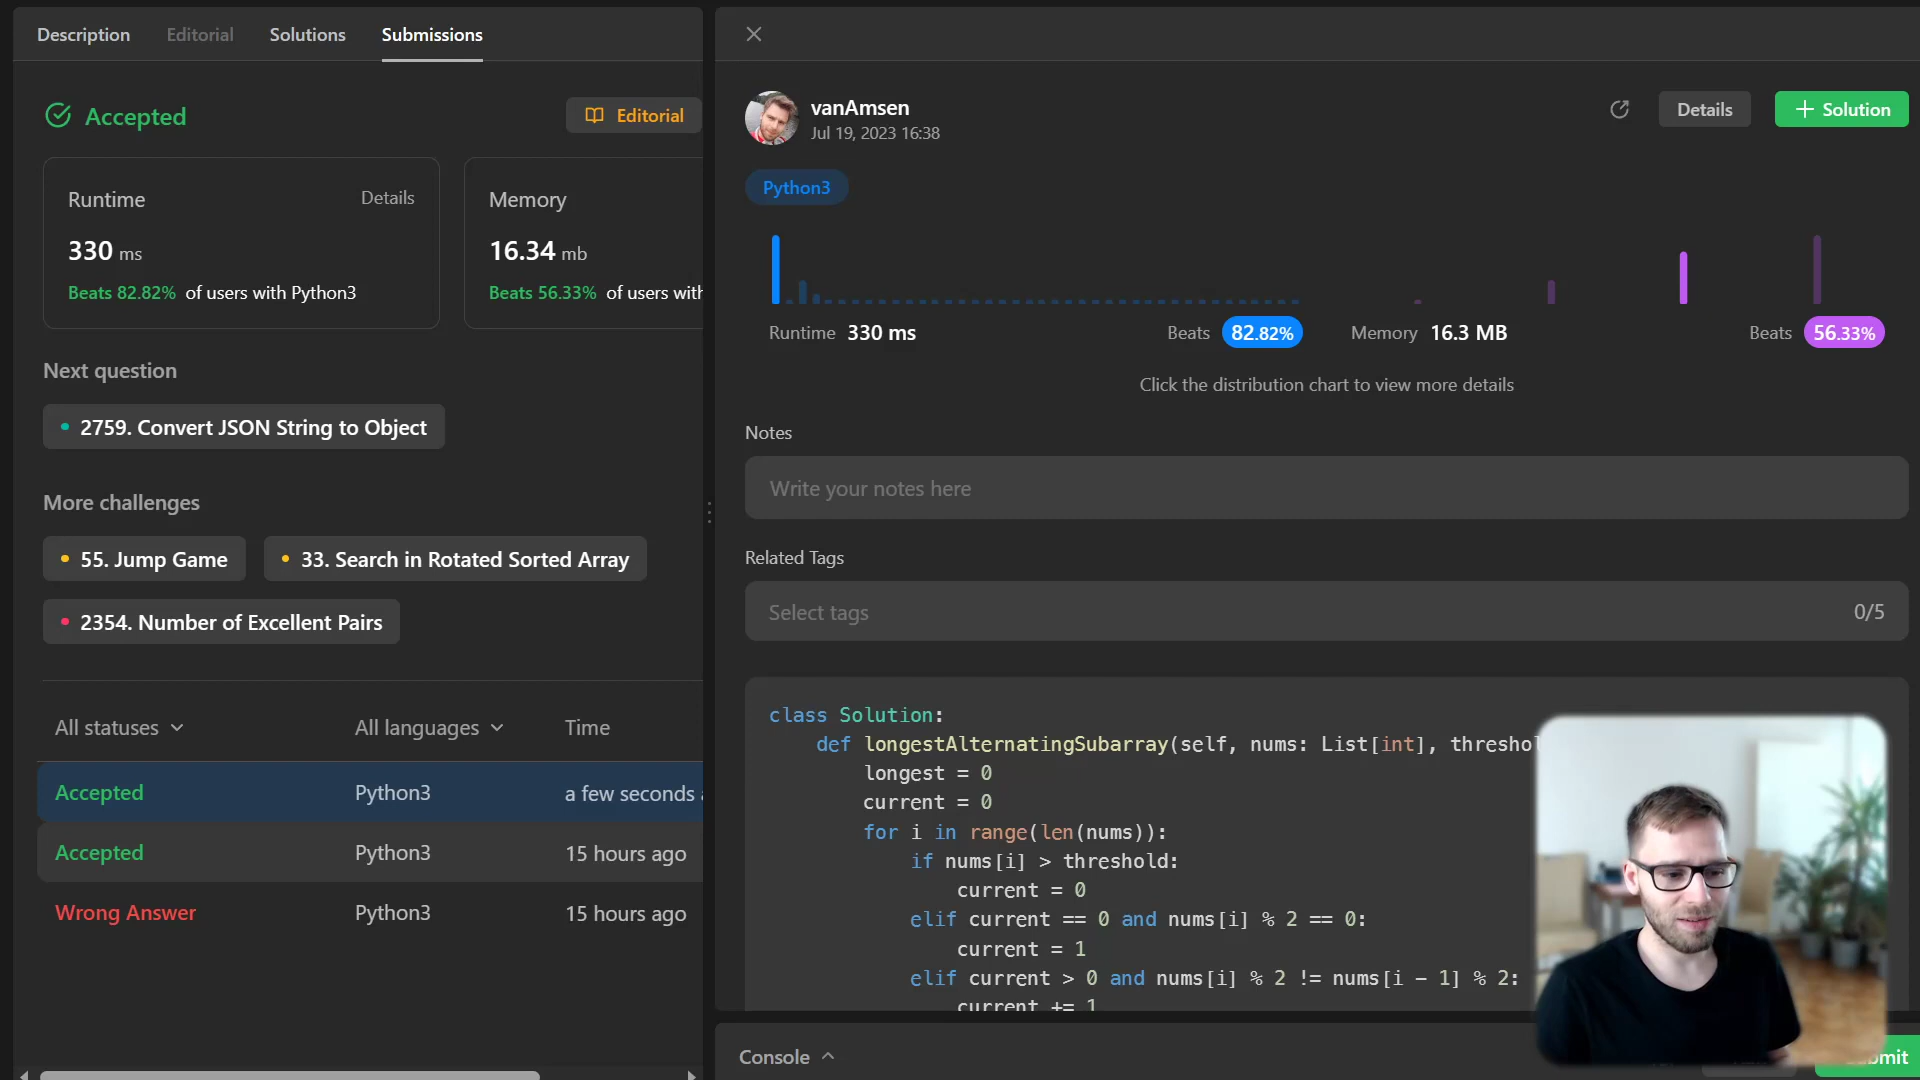 Description Editorial Solutions Submissions
Accepted
Editorial
Runtime Details
330 ms
Beats 82.82% of users with Python3
Memory
16.34 mb
Beats 56.33% of users with
Next question
2759. Convert JSON String to Object
More challenges
55. Jump Game
33. Search in Rotated Sorted Array
2354. Number of Excellent Pairs
All statuses All languages Time
Accepted Python3 a few seconds
Accepted Python3 15 hours ago
Wrong Answer Python3 15 hours ago
vanAmsen
Jul 19, 2023 16:38
Details
+ Solution
Python3
Runtime 330 ms Beats 82.82%
Memory 16.3 MB Beats 56.33%
Click the distribution chart to view more details
Notes
Write your notes here
Related Tags
Select tags 0/5
class Solution:
def longestAlternatingSubarray(self, nums: List[int], threshol
longest = 0
current = 0
for i in range(len(nums)):
if nums[i] > threshold:
current = 0
elif current == 0 and nums[i] % 2 == 0:
current = 1
elif current > 0 and nums[i] % 2 != nums[i - 1] % 2:
current += 1
Console